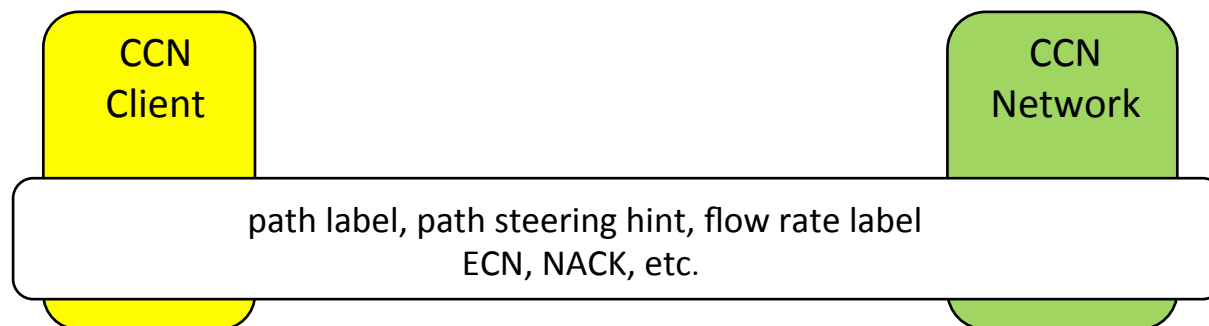 CCN
Client
CCN
Network
path label, path steering hint, flow rate label
ECN, NACK, etc.